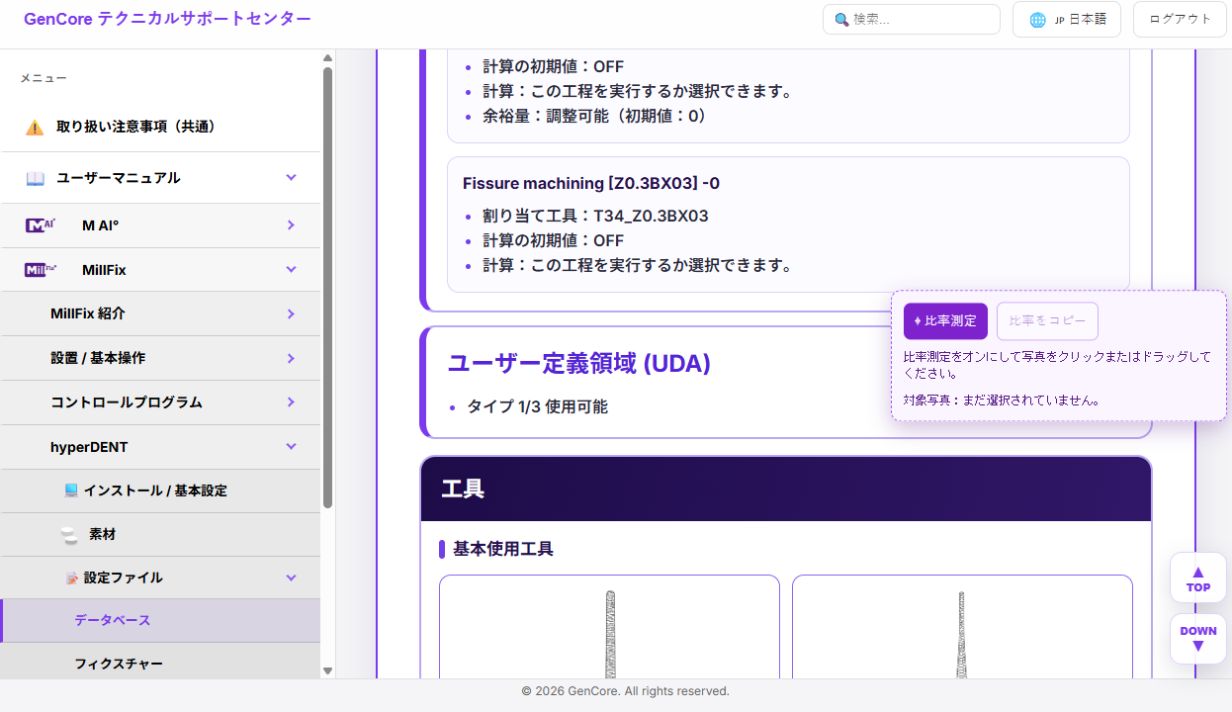 GenCore テクニカルサポートセンター
検索...
JP 日本語
ログアウト
メニュー
取り扱い注意事項（共通）
ユーザーマニュアル
M AI°
M AI°
Mill Fix°
MillFix
MillFix 紹介
設置 / 基本操作
コントロールプログラム
hyperDENT
インストール / 基本設定
素材
設定ファイル
データベース
フィクスチャー
計算の初期値：OFF
計算：この工程を実行するか選択できます。
余裕量：調整可能（初期値：0）
Fissure machining [Z0.3BX03] -0
割り当て工具：T34_Z0.3BX03
計算の初期値：OFF
計算：この工程を実行するか選択できます。
比率測定
比率をコピー
比率測定をオンにして写真をクリックまたはドラッグして
ください。
対象写真：まだ選択されていません。
ユーザー定義領域 (UDA)
タイプ 1/3 使用可能
工具
基本使用工具
TOP
DOWN
© 2026 GenCore. All rights reserved.